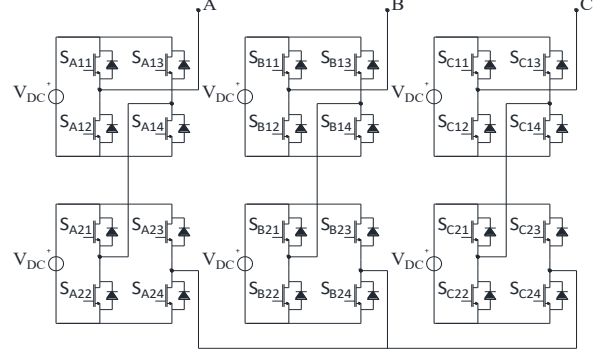 A B C
S_A11 S_A13 S_B11 S_B13 S_C11 S_C13
V_DC + V_DC + V_DC +
S_A12 S_A14 S_B12 S_B14 S_C12 S_C14
S_A21 S_A23 S_B21 S_B23 S_C21 S_C23
V_DC + V_DC + V_DC +
S_A22 S_A24 S_B22 S_B24 S_C22 S_C24